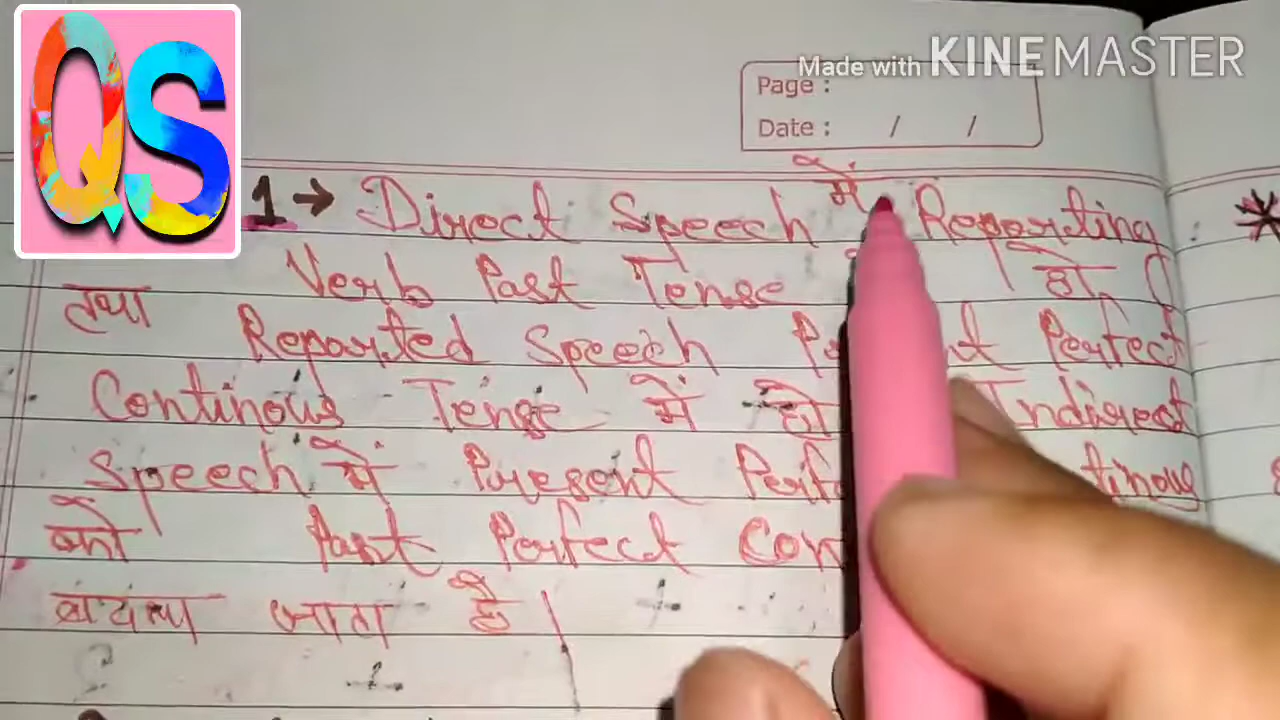 QS
Made with KINEMASTER
Page :
Date : / /
1 → Direct Speech में Reporting
Verb Past Tense हो
तथा Reported Speech Perfect
Continous Tense में हो Indirect
Speech में Present
को Past Perfect
जाता है।